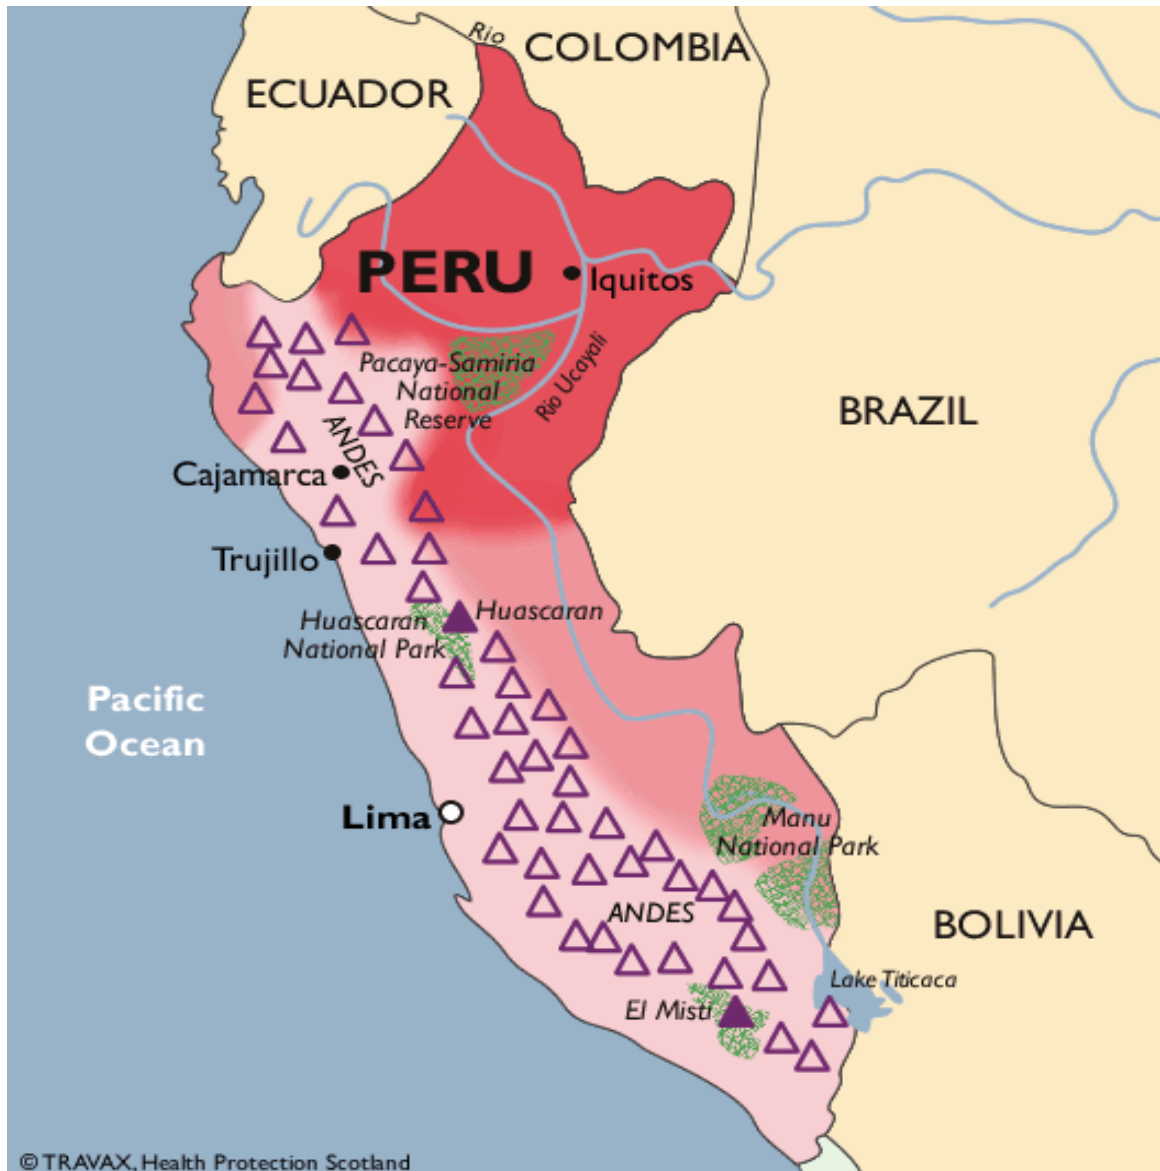 Rio
COLOMBIA
ECUADOR
PERU
Iquitos
Pacaya-Samiria
National
Reserve
Rio Ucayali
BRAZIL
ANDES
Cajamarca
Trujillo
Huascaran
Huascaran
National Park
Pacific
Ocean
Lima
Manu
National Park
ANDES
BOLIVIA
Lake Titicaca
El Misti
© TRAVAX, Health Protection Scotland